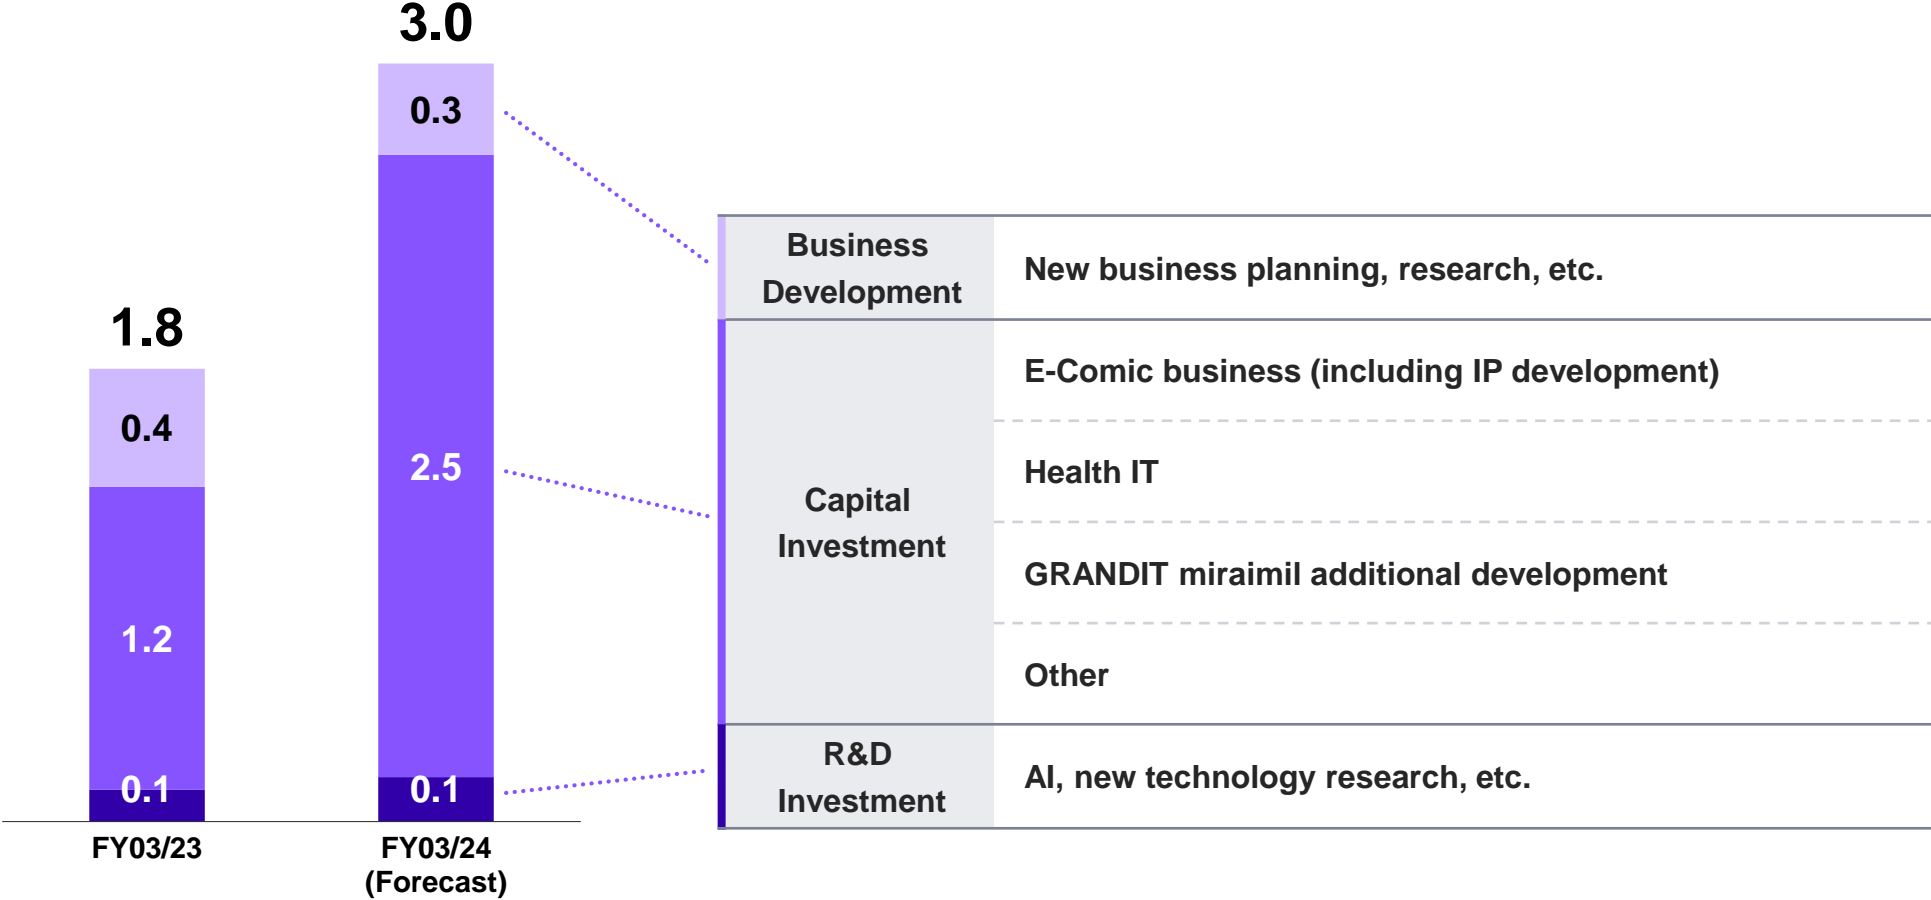 3.0
0.3
2.5
0.1
1.8
0.4
1.2
0.1
FY03/23
FY03/24
(Forecast)
Business
Development
New business planning, research, etc.
Capital
Investment
E-Comic business (including IP development)
Health IT
GRANDIT miraimil additional development
Other
R&D
Investment
AI, new technology research, etc.